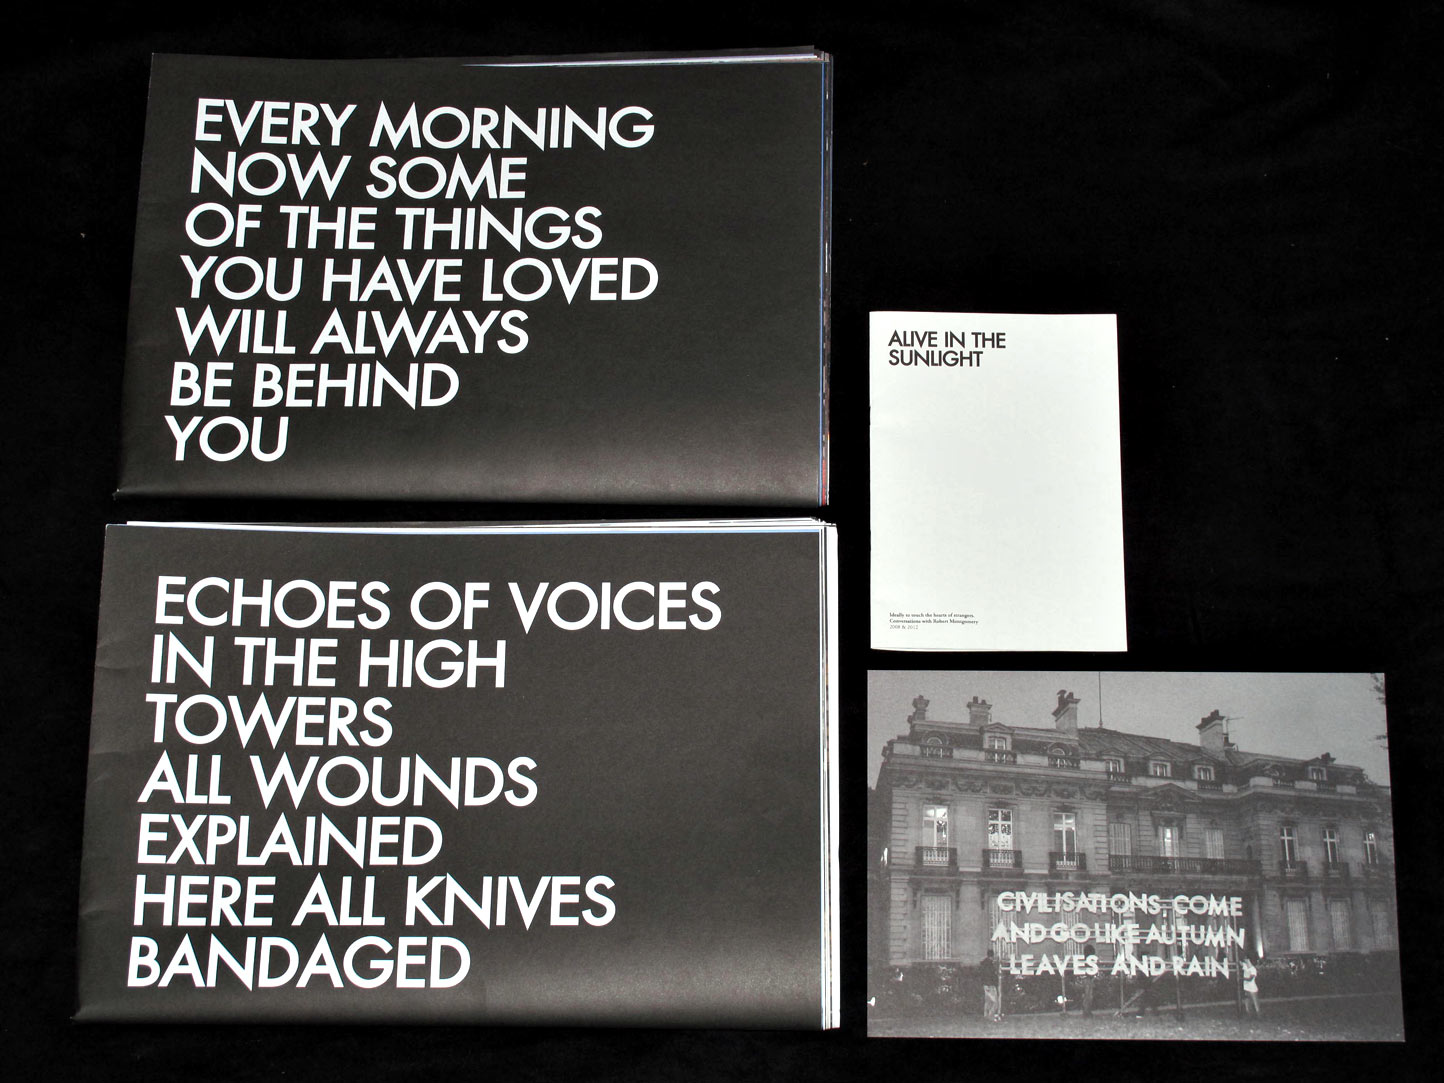 EVERY MORNING
NOW SOME
OF THE THINGS
YOU HAVE LOVED
WILL ALWAYS
BE BEHIND
YOU
ECHOES OF VOICES
IN THE HIGH
TOWERS
ALL WOUNDS
EXPLAINED
HERE ALL KNIVES
BANDAGED
ALIVE IN THE
SUNLIGHT
Ideally to touch the hearts of strangers.
Conversations with Robert Montgomery
2008 & 2012
CIVILISATIONS COME
AND GO LIKE AUTUMN
LEAVES AND RAIN